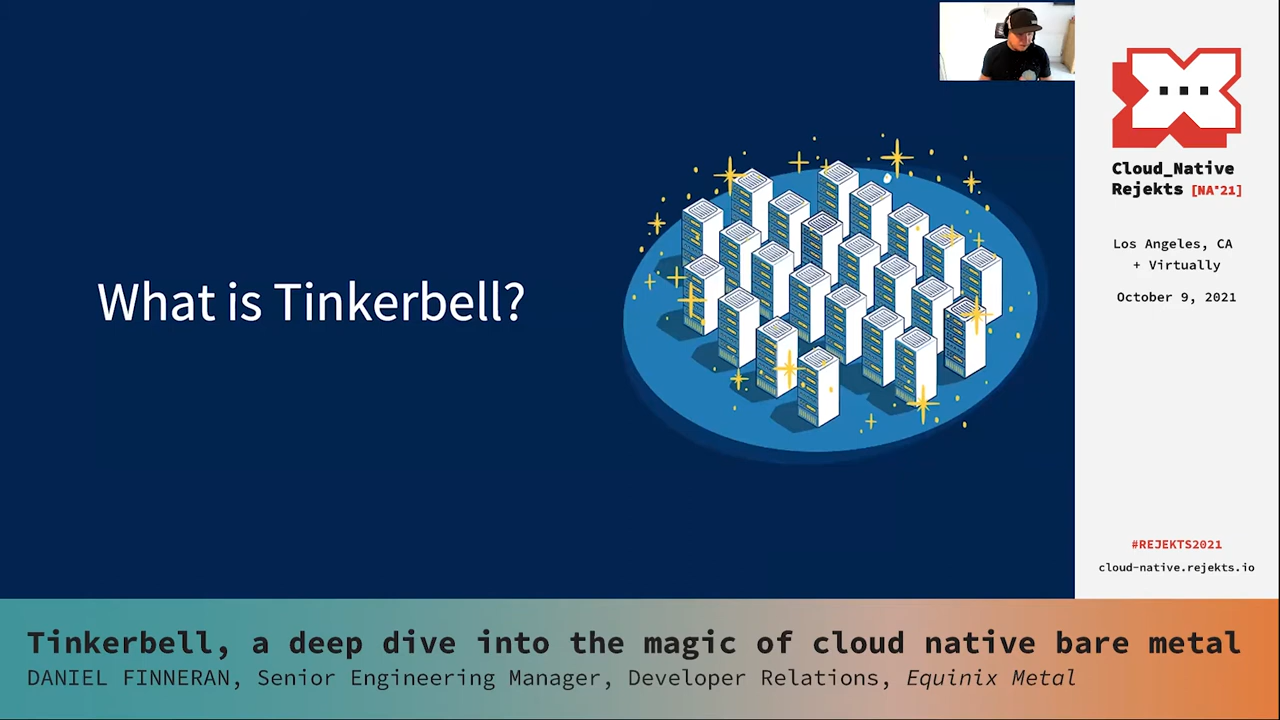 What is Tinkerbell?
Cloud_Native
Rejekts [NA'21]
Los Angeles, CA
+ Virtually
October 9, 2021
#REJEKTS2021
cloud-native.rejekts.io
Tinkerbell, a deep dive into the magic of cloud native bare metal
DANIEL FINNERAN, Senior Engineering Manager, Developer Relations, Equinix Metal